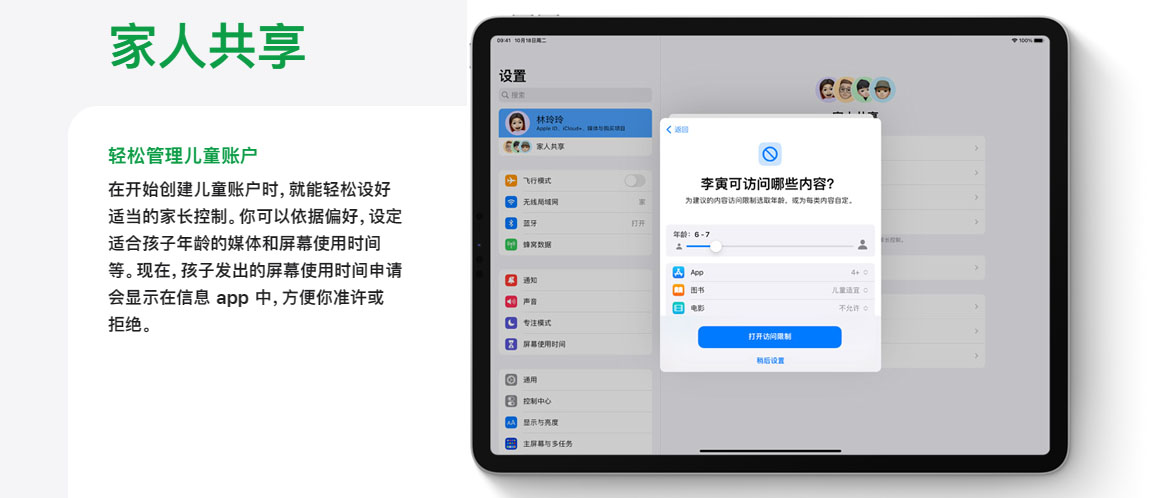 家人共享
轻松管理儿童账户
在开始创建儿童账户时，就能轻松设好
适当的家长控制。你可以依据偏好，设定
适合孩子年龄的媒体和屏幕使用时间
等。现在，孩子发出的屏幕使用时间申请
会显示在信息 app 中，方便你准许或
拒绝。
09:41 10月18日周二
100%
设置
搜索
林玲玲
Apple ID、iCloud+、媒体与购买项目
家人共享
飞行模式
无线局域网 家
蓝牙 打开
蜂窝数据
通知
声音
专注模式
屏幕使用时间
通用
控制中心
显示与亮度
主屏幕与多任务
家人共享
返回
李寅可访问哪些内容?
为建议的内容访问限制选取年龄，或为每类内容自定。
年龄：6 - 7
App 4+
图书 儿童适宜
电影 不允许
打开访问限制
稍后设置